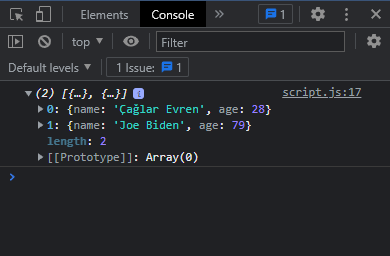 Elements Console » 1
top ▼ Filter
Default levels ▼ 1 Issue: 1
▼(2) [{…}, {…}] i script.js:17
▶ 0: {name: 'Çağlar Evren', age: 28}
▶ 1: {name: 'Joe Biden', age: 79}
length: 2
▶ [[Prototype]]: Array(0)
>